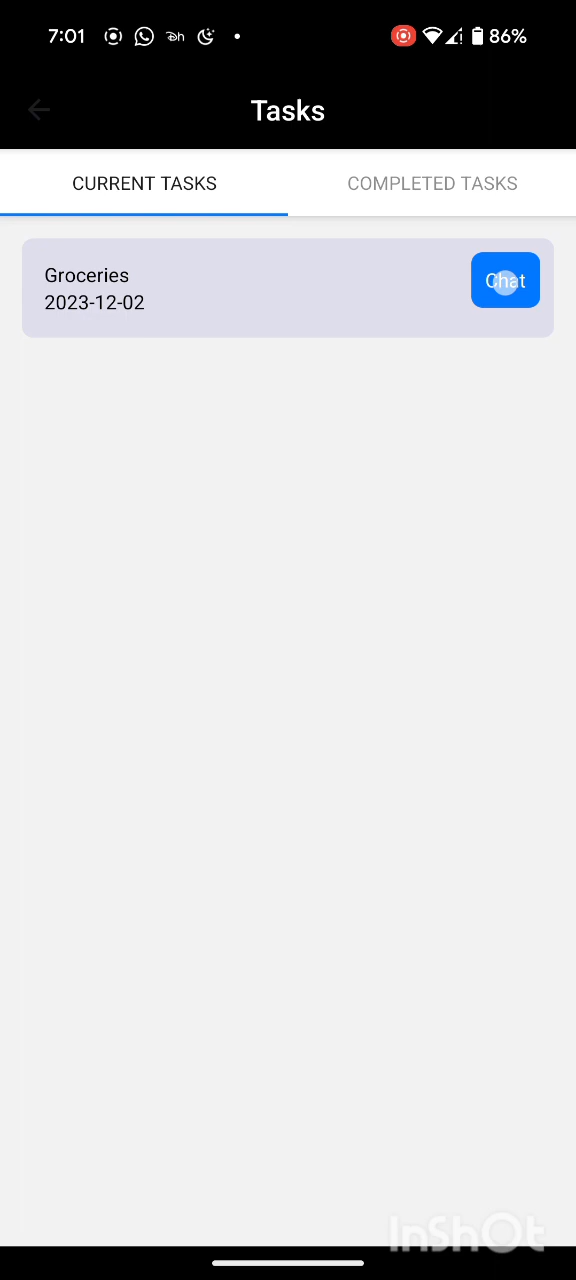 7:01 86%
Tasks
CURRENT TASKS COMPLETED TASKS
Groceries
2023-12-02
Chat
InShOt